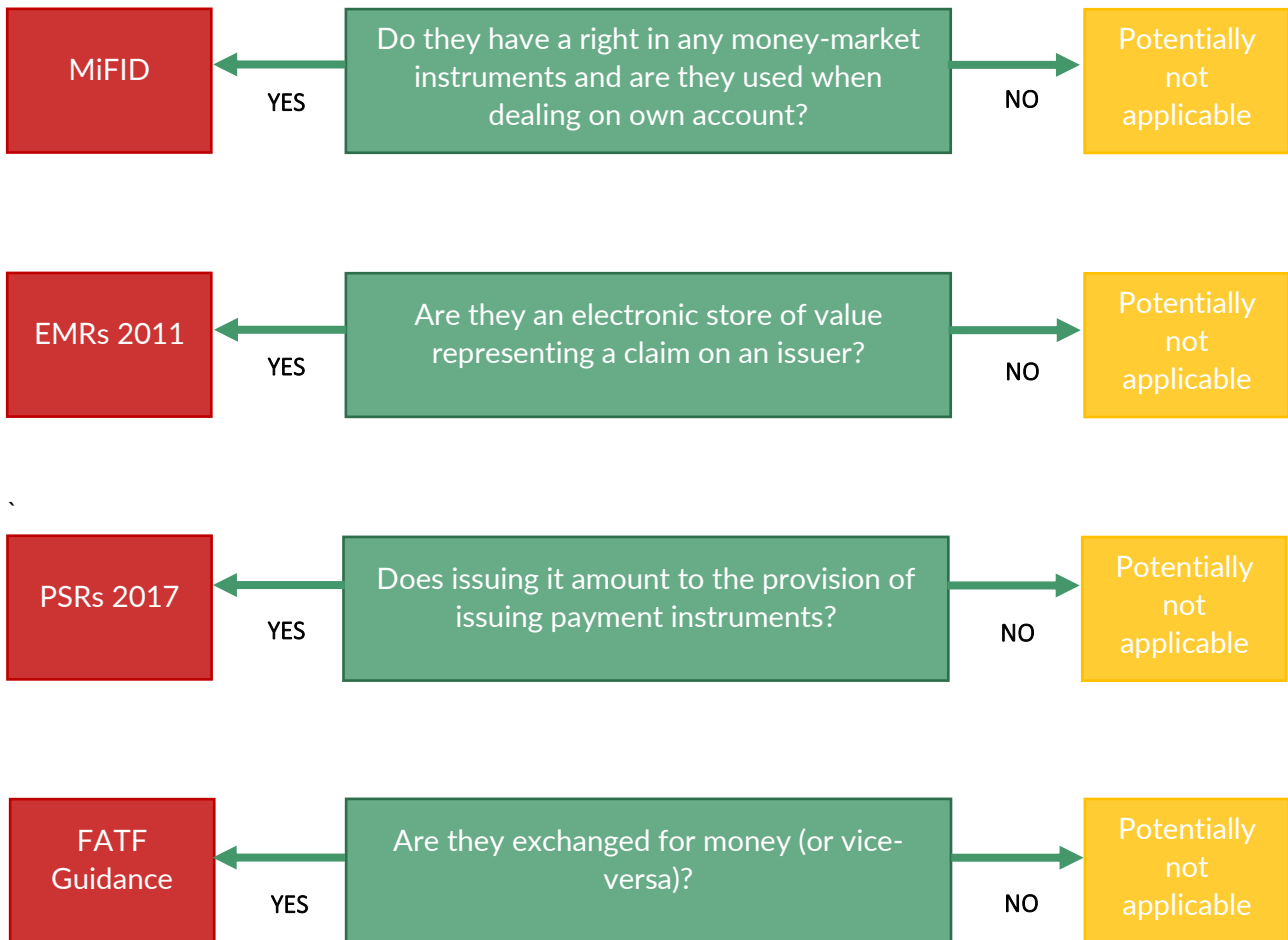 MiFID
YES
Do they have a right in any money-market
instruments and are they used when
dealing on own account?
NO
Potentially
not
applicable
EMRs 2011
YES
Are they an electronic store of value
representing a claim on an issuer?
NO
Potentially
not
applicable
`
PSRs 2017
YES
Does issuing it amount to the provision of
issuing payment instruments?
NO
Potentially
not
applicable
FATF
Guidance
YES
Are they exchanged for money (or vice-
versa)?
NO
Potentially
not
applicable